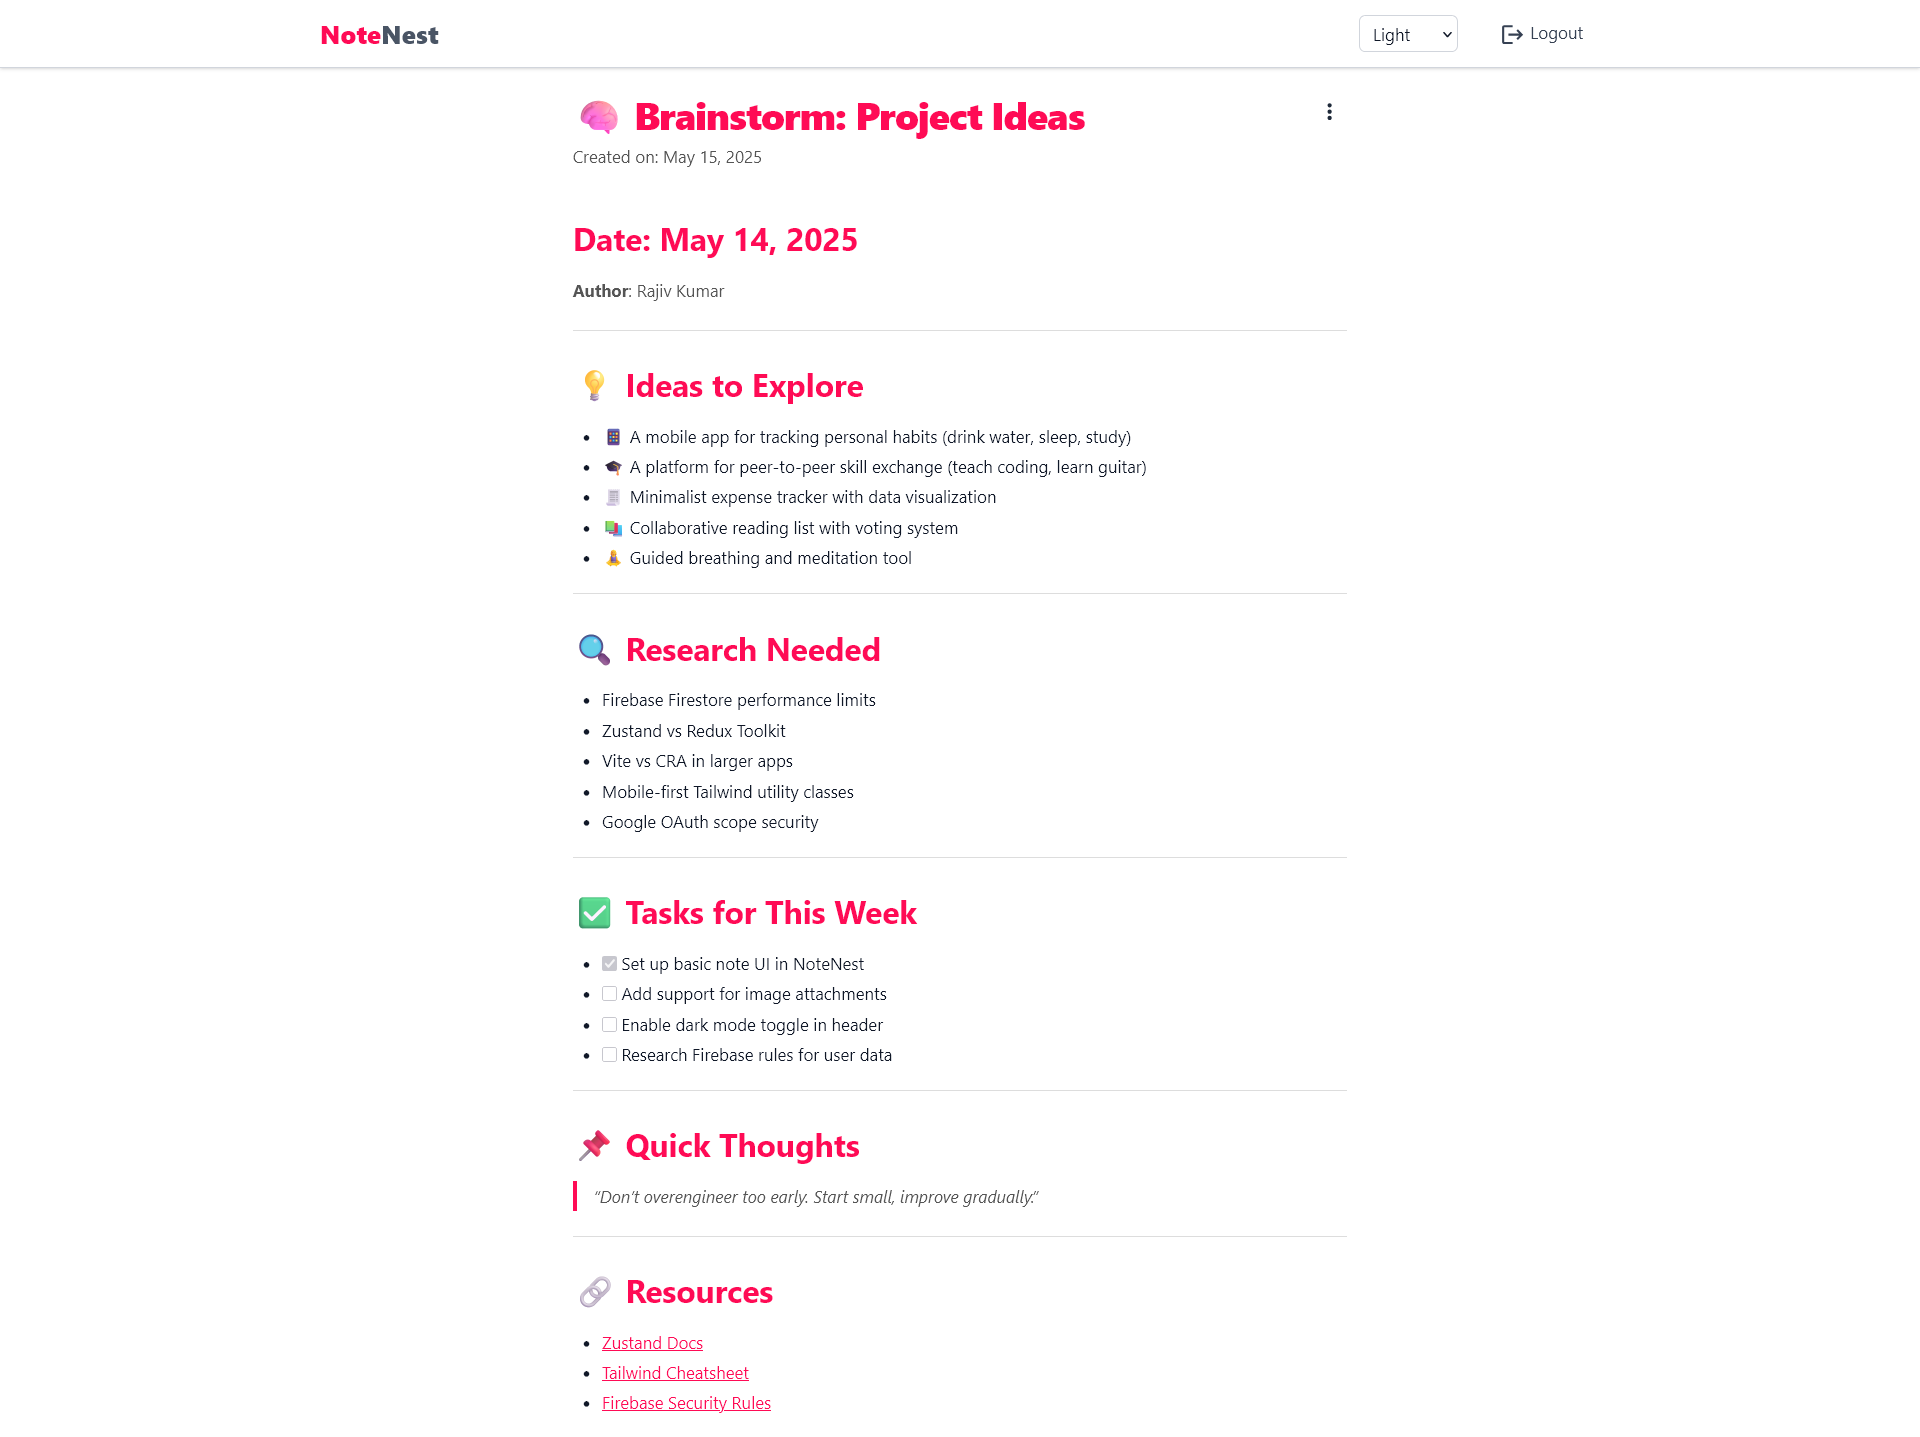 NoteNest
Light
Logout
🧠 Brainstorm: Project Ideas
Created on: May 15, 2025
Date: May 14, 2025
Author: Rajiv Kumar
💡 Ideas to Explore
• 📱 A mobile app for tracking personal habits (drink water, sleep, study)
• 🎓 A platform for peer-to-peer skill exchange (teach coding, learn guitar)
• 🧾 Minimalist expense tracker with data visualization
• 📚 Collaborative reading list with voting system
• 🧘 Guided breathing and meditation tool
🔍 Research Needed
• Firebase Firestore performance limits
• Zustand vs Redux Toolkit
• Vite vs CRA in larger apps
• Mobile-first Tailwind utility classes
• Google OAuth scope security
✅ Tasks for This Week
• Set up basic note UI in NoteNest
• Add support for image attachments
• Enable dark mode toggle in header
• Research Firebase rules for user data
📌 Quick Thoughts
“Don’t overengineer too early. Start small, improve gradually.”
🔗 Resources
• Zustand Docs
• Tailwind Cheatsheet
• Firebase Security Rules